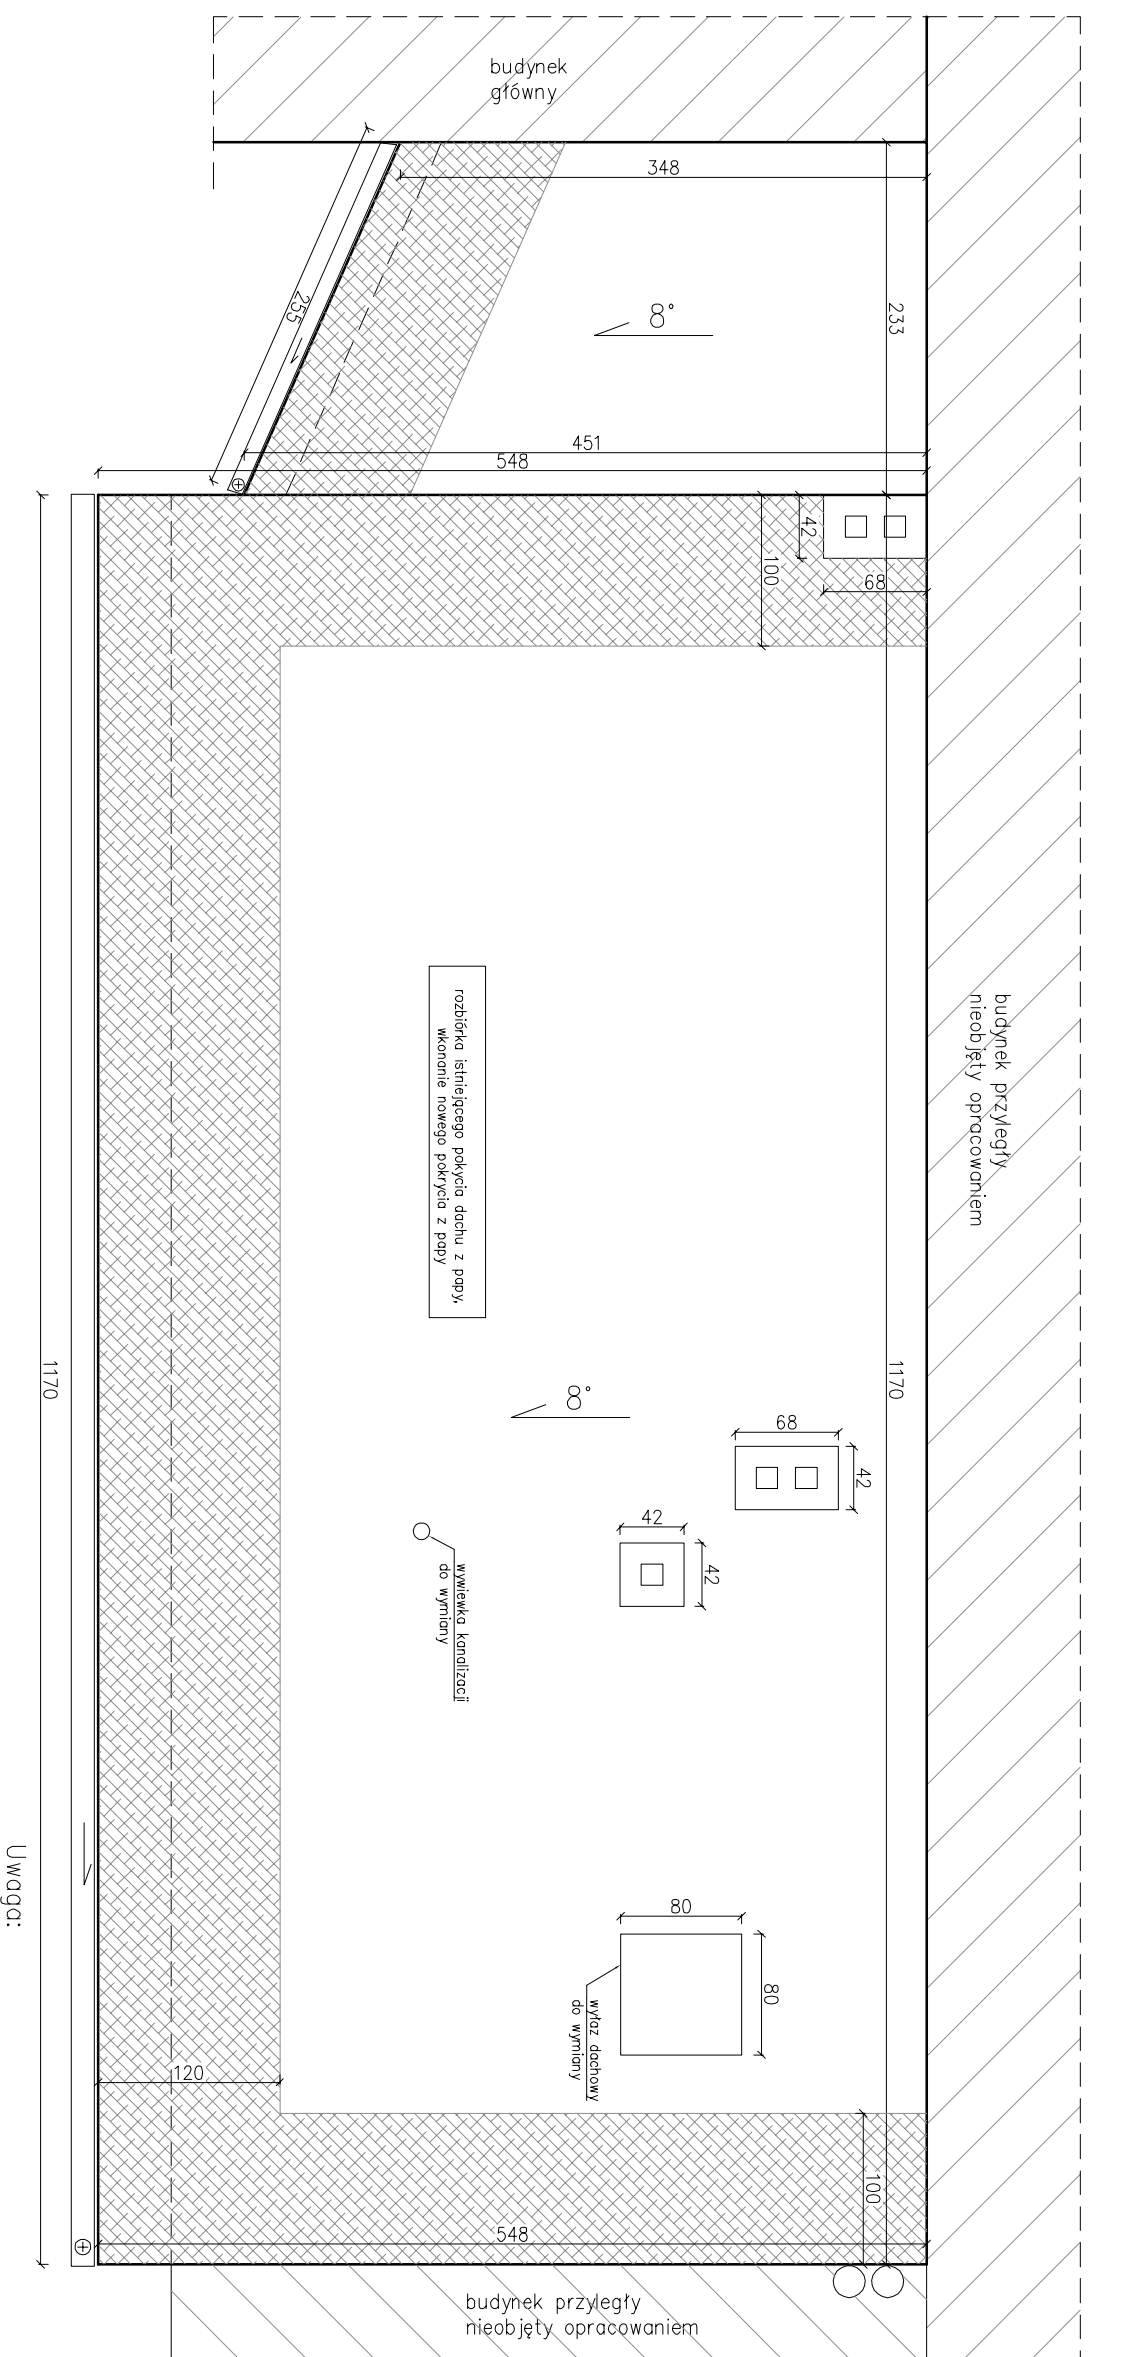 budynek
główny
348
233
255
8°
451
548
42
100
68
budynek przyległy
nieobjęty opracowaniem
rozbiórka istniejącego pokycia dachu z papy,
wkonanie nowego pokrycia z papy
1170
1170
8°
68
42
42
42
wywiewka kanalizacji
do wymiany
Uwaga:
80
80
wyłaz dachowy
do wymiany
120
100
548
budynek przyległy
nieobjęty opracowaniem